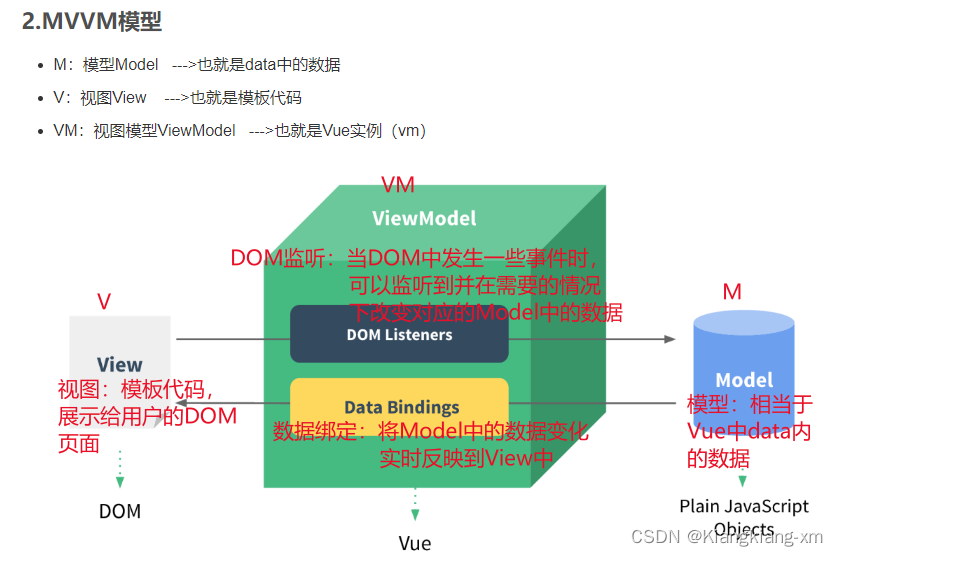 2.MVVM模型
M：模型Model --->也就是data中的数据
V：视图View --->也就是模板代码
VM：视图模型ViewModel --->也就是Vue实例（vm）
VM
ViewModel
DOM监听：当DOM中发生一些事件时，
可以监听到并在需要的情况
下改变对应的Model中的数据
DOM Listeners
V
View
视图：模板代码，
展示给用户的DOM
页面
DOM
Data Bindings
数据绑定：将Model中的数据变化
实时反映到View中
Vue
M
Model
模型：相当于
Vue中data内
的数据
Plain JavaScript
Objects
CSDN @Kiangkiang-xm